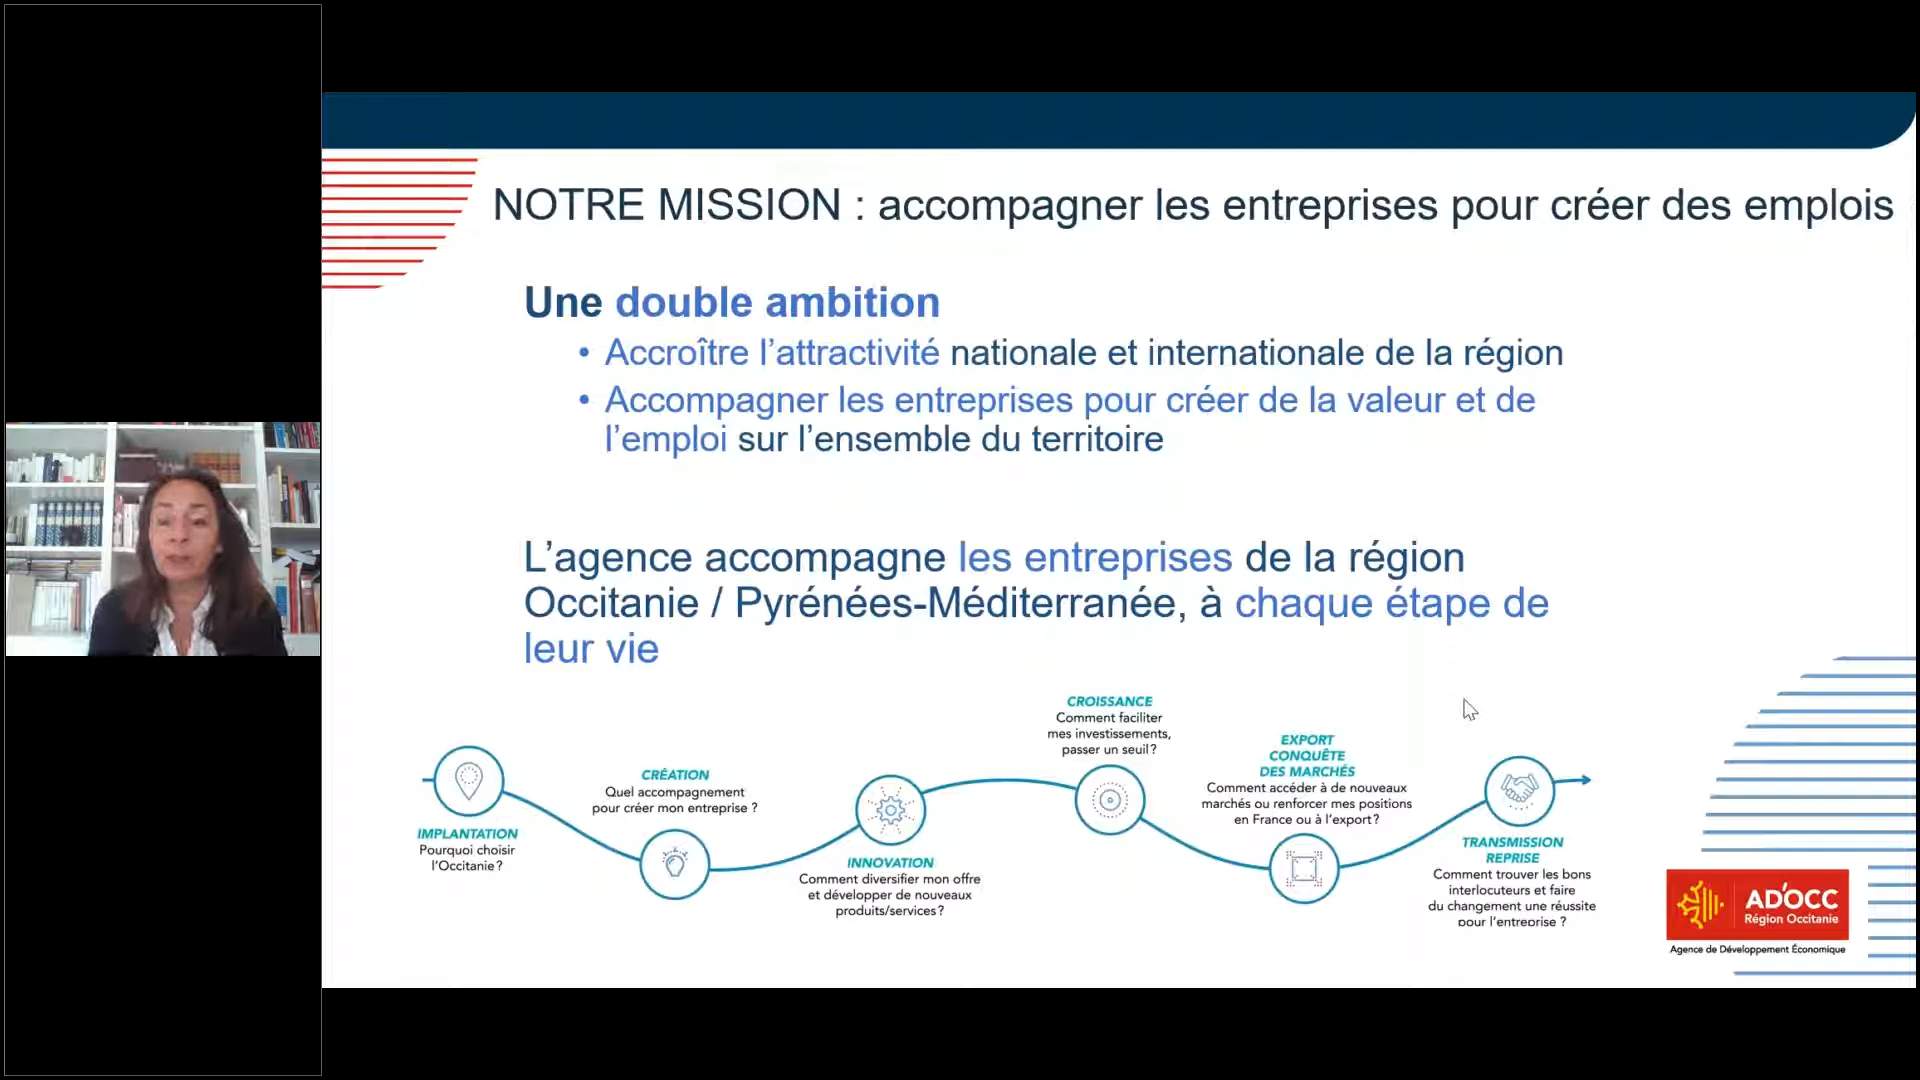 NOTRE MISSION : accompagner les entreprises pour créer des emplois
Une double ambition
• Accroître l’attractivité nationale et internationale de la région
• Accompagner les entreprises pour créer de la valeur et de
l’emploi sur l’ensemble du territoire
L’agence accompagne les entreprises de la région
Occitanie / Pyrénées-Méditerranée, à chaque étape de
leur vie
IMPLANTATION
Pourquoi choisir
l’Occitanie ?
CRÉATION
Quel accompagnement
pour créer mon entreprise ?
INNOVATION
Comment diversifier mon offre
et développer de nouveaux
produits/services ?
CROISSANCE
Comment faciliter
mes investissements,
passer un seuil ?
EXPORT
CONQUÊTE
DES MARCHÉS
Comment accéder à de nouveaux
marchés ou renforcer mes positions
en France ou à l’export ?
TRANSMISSION
REPRISE
Comment trouver les bons
interlocuteurs et faire
du changement une réussite
pour l’entreprise ?
AD’OCC
Région Occitanie
Agence de Développement Économique